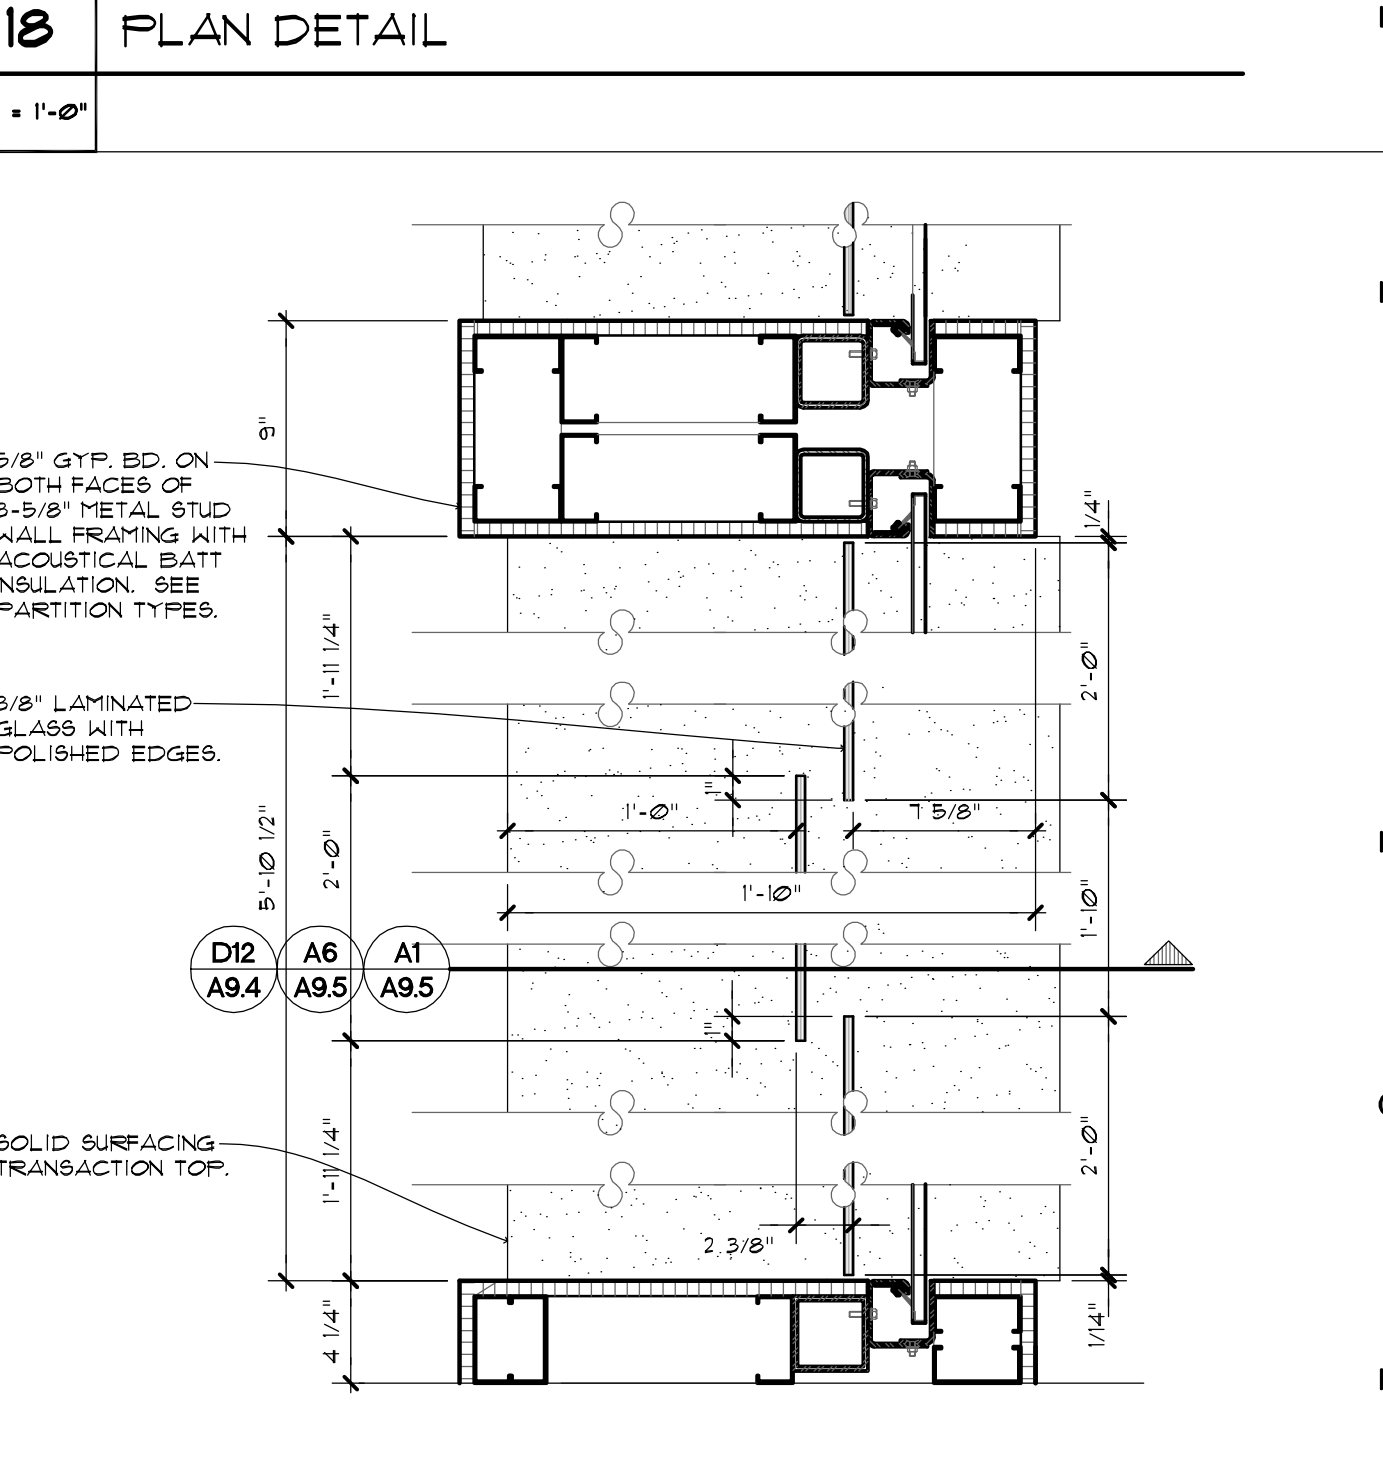 18 PLAN DETAIL
= 1'-0"
9"
5/8" GYP. BD. ON
BOTH FACES OF
3-5/8" METAL STUD
WALL FRAMING WITH
ACOUSTICAL BATT
INSULATION. SEE
PARTITION TYPES.
1/4"
1'-11 1/4"
2'-0"
3/8" LAMINATED
GLASS WITH
POLISHED EDGES.
1"
1'-0"
7 5/8"
5'-10 1/2"
2'-0"
1'-10"
1'-10"
D12 A6 A1
A9.4 A9.5 A9.5
1"
SOLID SURFACING
TRANSACTION TOP.
1'-11 1/4"
2'-0"
2 3/8"
4 1/4"
1/14"